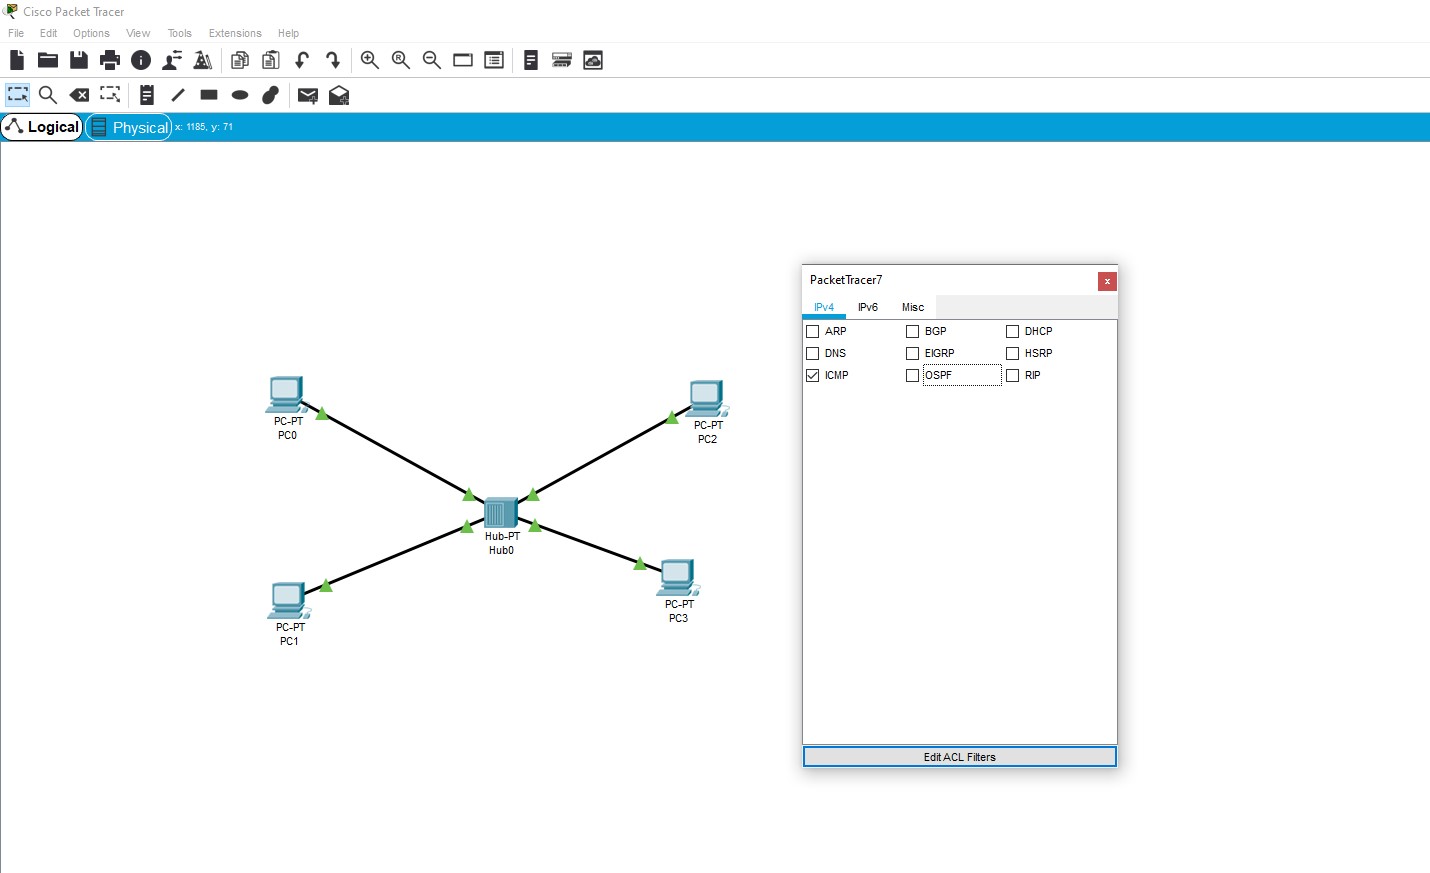 Cisco Packet Tracer
File Edit Options View Tools Extensions Help
Logical Physical x: 1185, y: 71
PacketTracer7 x
IPv4 IPv6 Misc
ARP BGP DHCP
DNS EIGRP HSRP
ICMP OSPF RIP
PC-PT
PC0
PC-PT
PC2
Hub-PT
Hub0
PC-PT
PC3
PC-PT
PC1
Edit ACL Filters